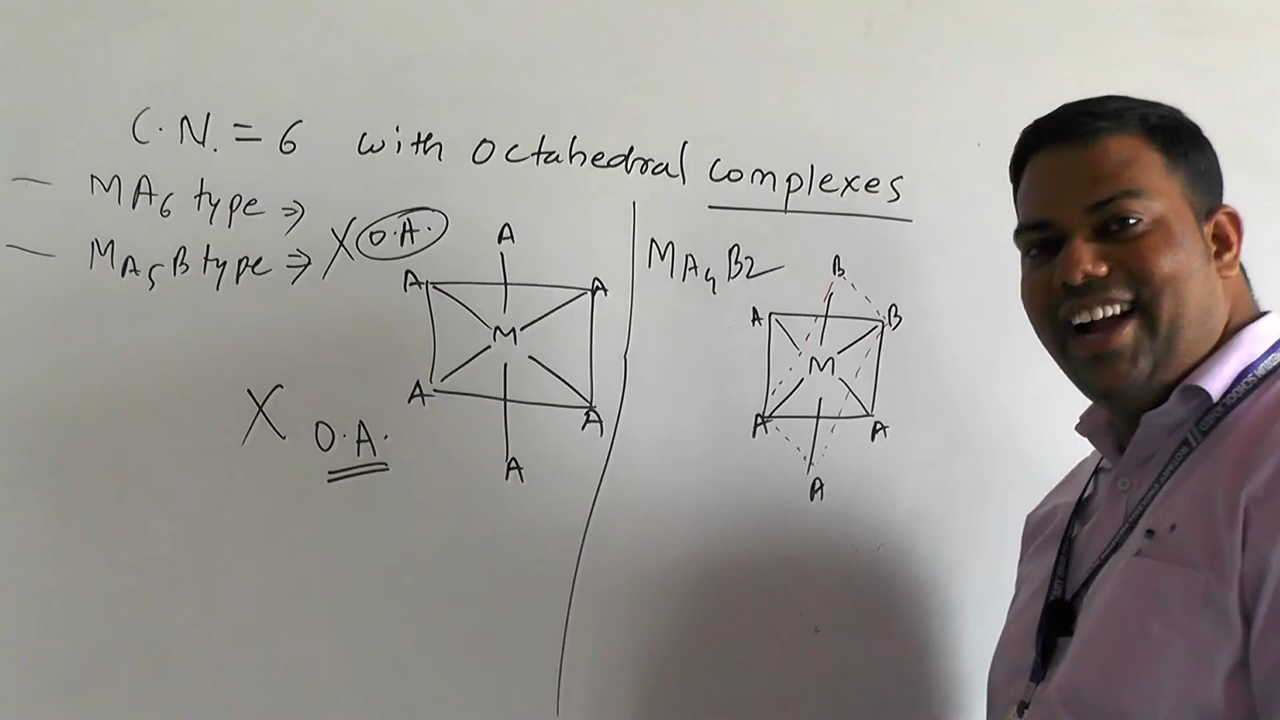 C.N. = 6 with Octahedral complexes
— MA6 type ⇒
— MA5B type ⇒ X O.A.
A
A A
M
A A
A
X O.A.
MA4B2
B
A B
M
A A
A